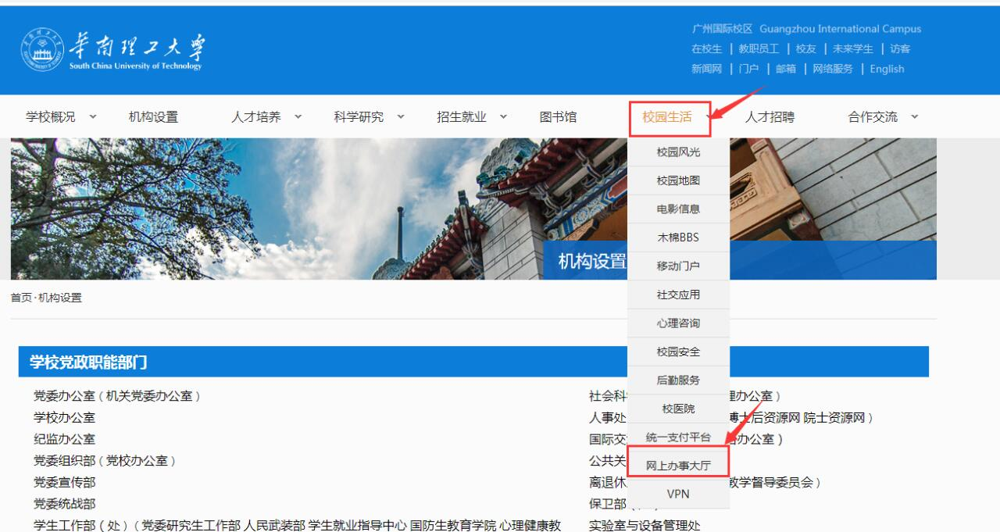 广州国际校区 Guangzhou International Campus
华南理工大学
South China University of Technology
在校生 | 教职员工 | 校友 | 未来学生 | 访客
新闻网 | 门户 | 邮箱 | 网络服务 | English
学校概况 机构设置 人才培养 科学研究 招生就业 图书馆 校园生活 人才招聘 合作交流
校园风光
校园地图
电影信息
木棉BBS
移动门户
社交应用
心理咨询
校园安全
后勤服务
校医院
统一支付平台
网上办事大厅
VPN
机构设置
首页·机构设置
学校党政职能部门
党委办公室（机关党委办公室）
学校办公室
纪监办公室
党委组织部（党校办公室）
党委宣传部
党委统战部
学生工作部（处）（党委研究生工作部 人民武装部 学生就业指导中心 国防生教育学院 心理健康教
社会科 理办公室）
人事处 博士后资源网 院士资源网）
国际交 办公室）
公共关
离退休 教学督导委员会）
保卫部
实验室与设备管理处